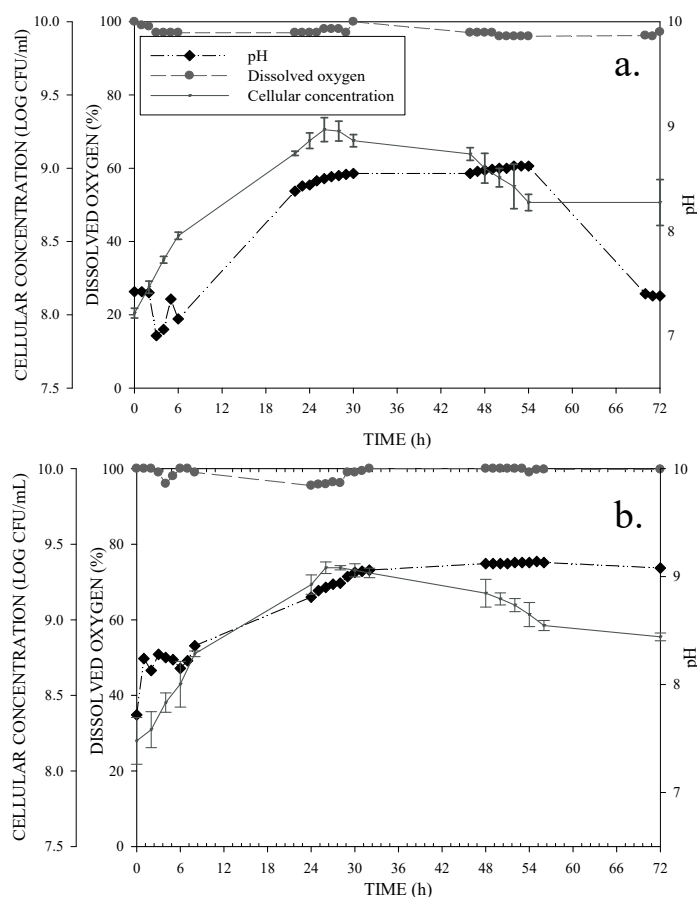 a.
pH
Dissolved oxygen
Cellular concentration
CELLULAR CONCENTRATION (LOG CFU/ml)
10.0
9.5
9.0
8.5
8.0
7.5
DISSOLVED OXYGEN (%)
100
80
60
40
20
0
pH
10
9
8
7
0 6 12 18 24 30 36 42 48 54 60 66 72
TIME (h)
b.
CELLULAR CONCENTRATION (LOG CFU/mL)
10.0
9.5
9.0
8.5
8.0
7.5
DISSOLVED OXYGEN (%)
100
80
60
40
20
0
pH
10
9
8
7
0 6 12 18 24 30 36 42 48 54 60 66 72
TIME (h)